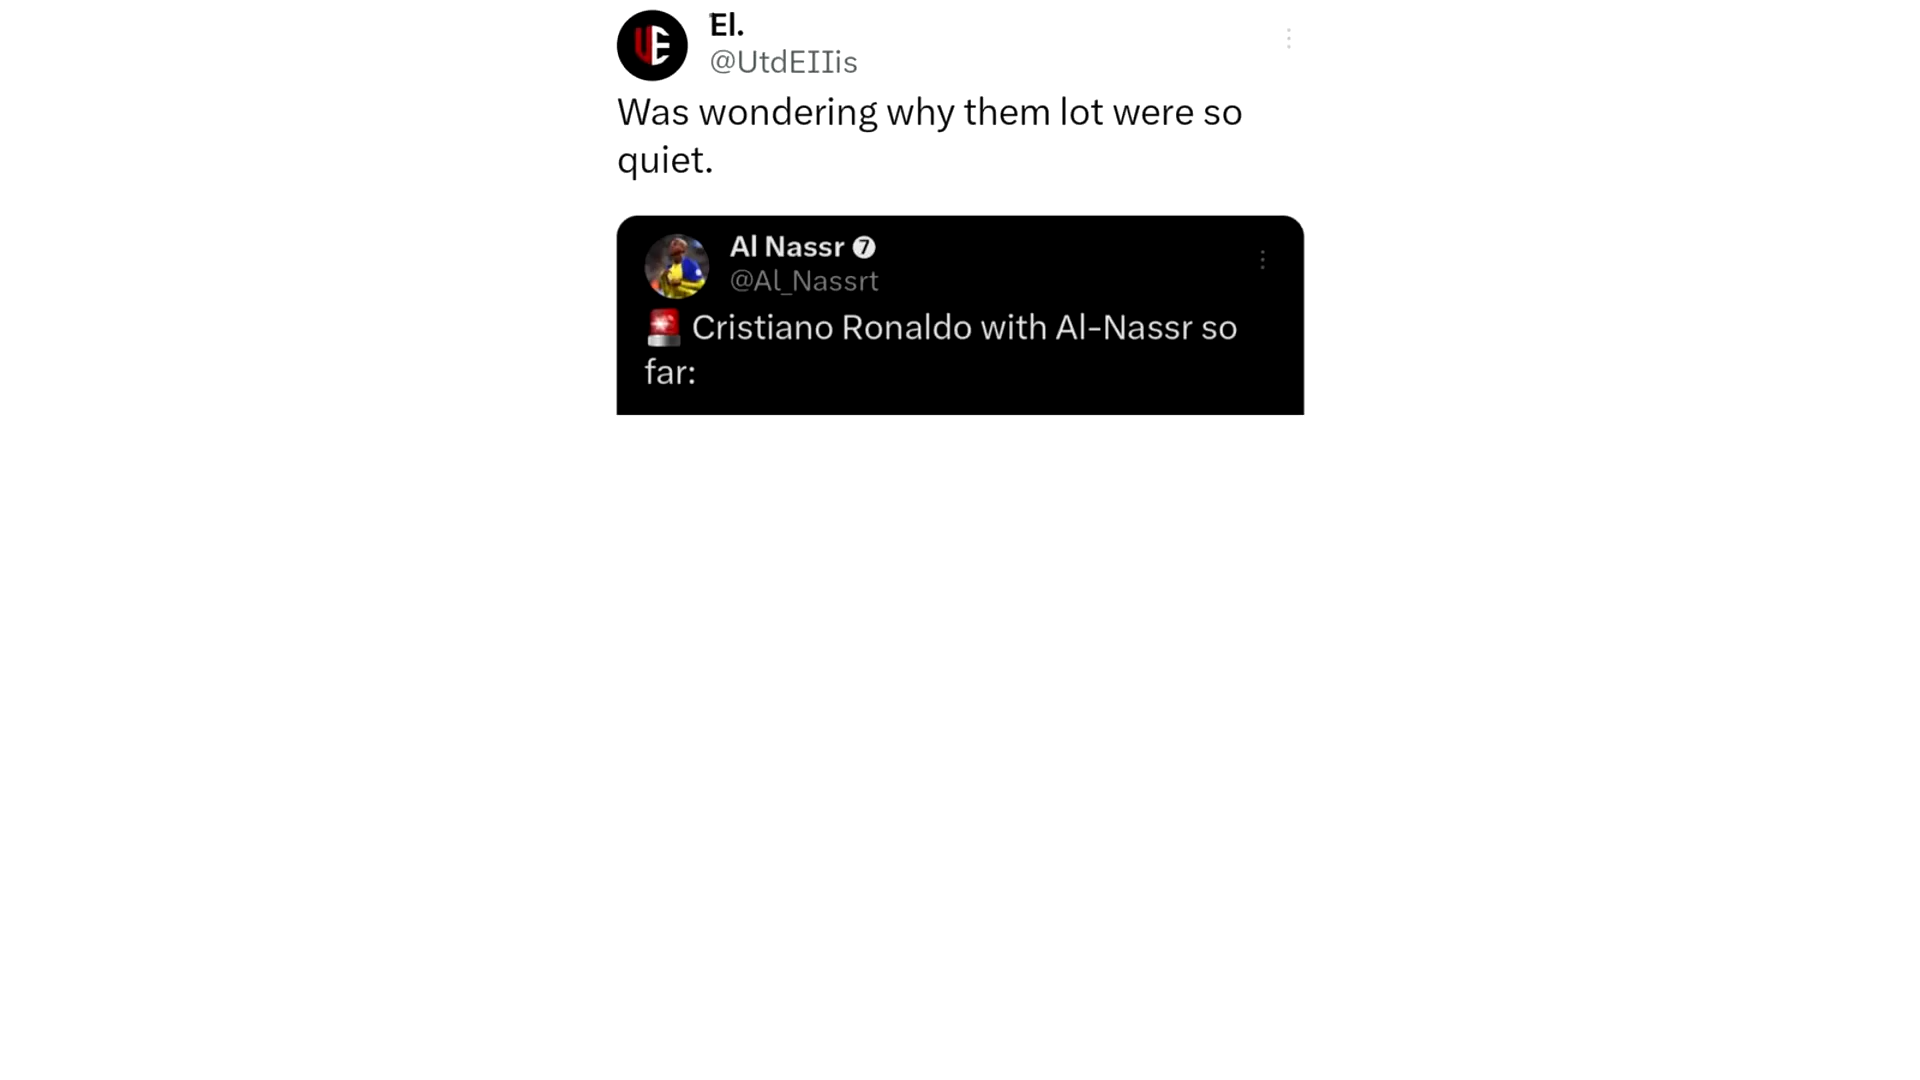 El.
@UtdEIIis
Was wondering why them lot were so
quiet.
Al Nassr 7
@Al_Nassrt
🚨 Cristiano Ronaldo with Al-Nassr so
far: